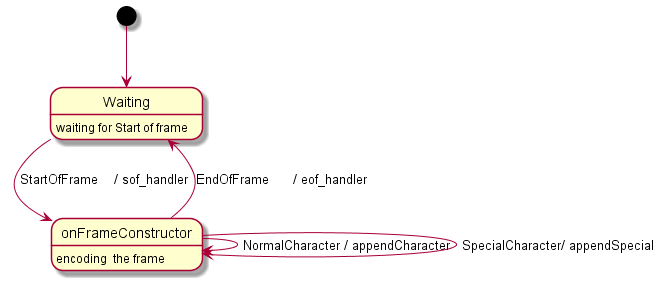 Waiting
waiting for Start of frame
StartOfFrame / sof_handler
EndOfFrame / eof_handler
onFrameConstructor
encoding the frame
NormalCharacter / appendCharacter
SpecialCharacter/ appendSpecial